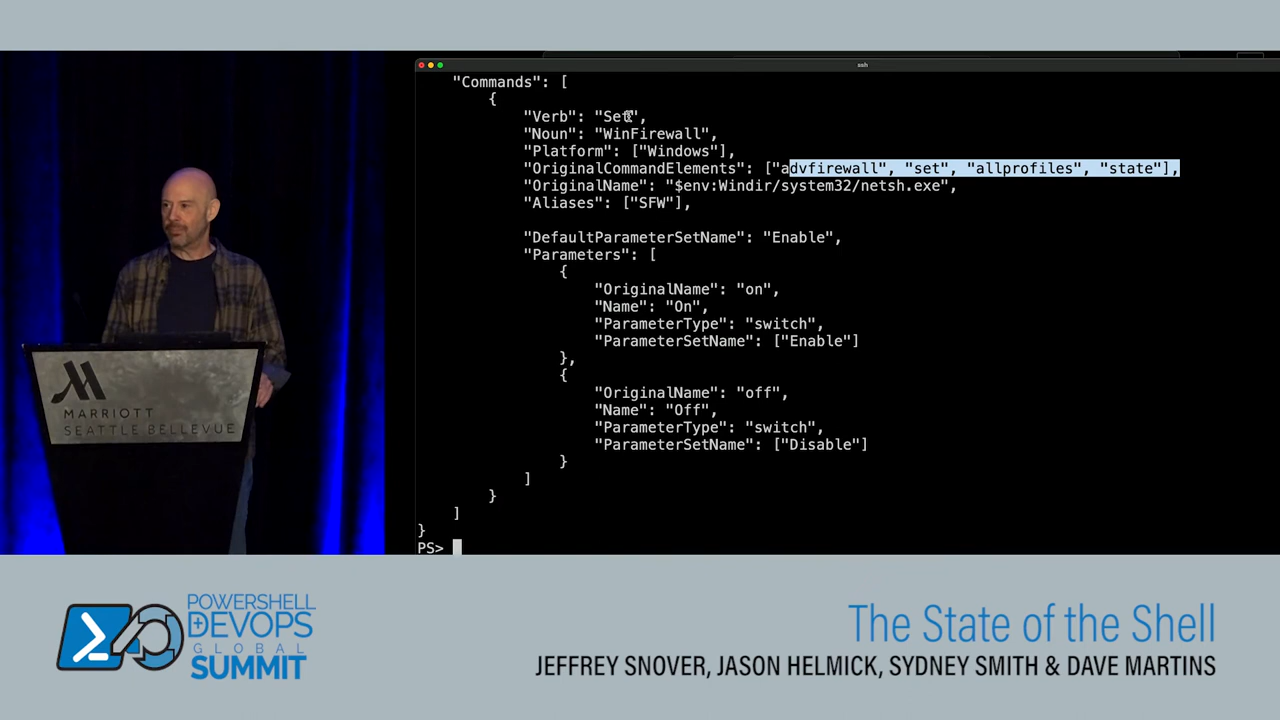 zsh
"Commands": [
{
"Verb": "Set",
"Noun": "WinFirewall",
"Platform": ["Windows"],
"OriginalCommandElements": ["advfirewall", "set", "allprofiles", "state"],
"OriginalName": "$env:Windir/system32/netsh.exe",
"Aliases": ["SFW"],
"DefaultParameterSetName": "Enable",
"Parameters": [
{
"OriginalName": "on",
"Name": "On",
"ParameterType": "switch",
"ParameterSetName": ["Enable"]
},
{
"OriginalName": "off",
"Name": "Off",
"ParameterType": "switch",
"ParameterSetName": ["Disable"]
}
]
}
]
}
PS>
MARRIOTT
SEATTLE BELLEVUE
POWERSHELL
DEVOPS
GLOBAL
SUMMIT
The State of the Shell
JEFFREY SNOVER, JASON HELMICK, SYDNEY SMITH & DAVE MARTINS